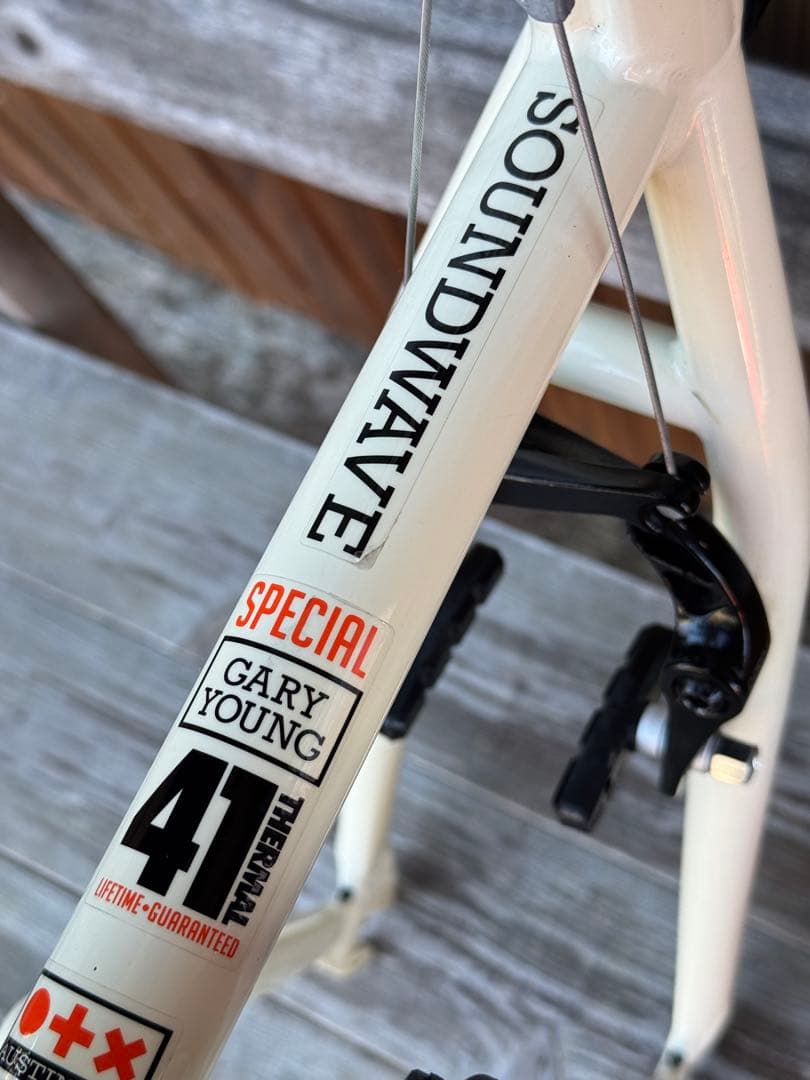 SOUNDWAVE
SPECIAL
GARY
YOUNG
41
THERMAL
LIFETIME•GUARANTEED